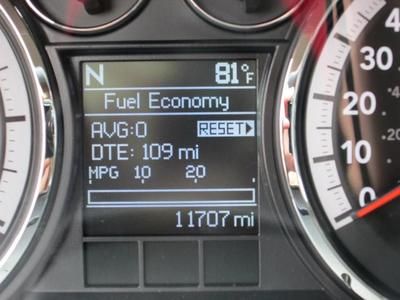 N 81°F
Fuel Economy
AVG:0 RESET
DTE: 109 mi
MPG 10 20
11707 mi
40
30
20
10
0